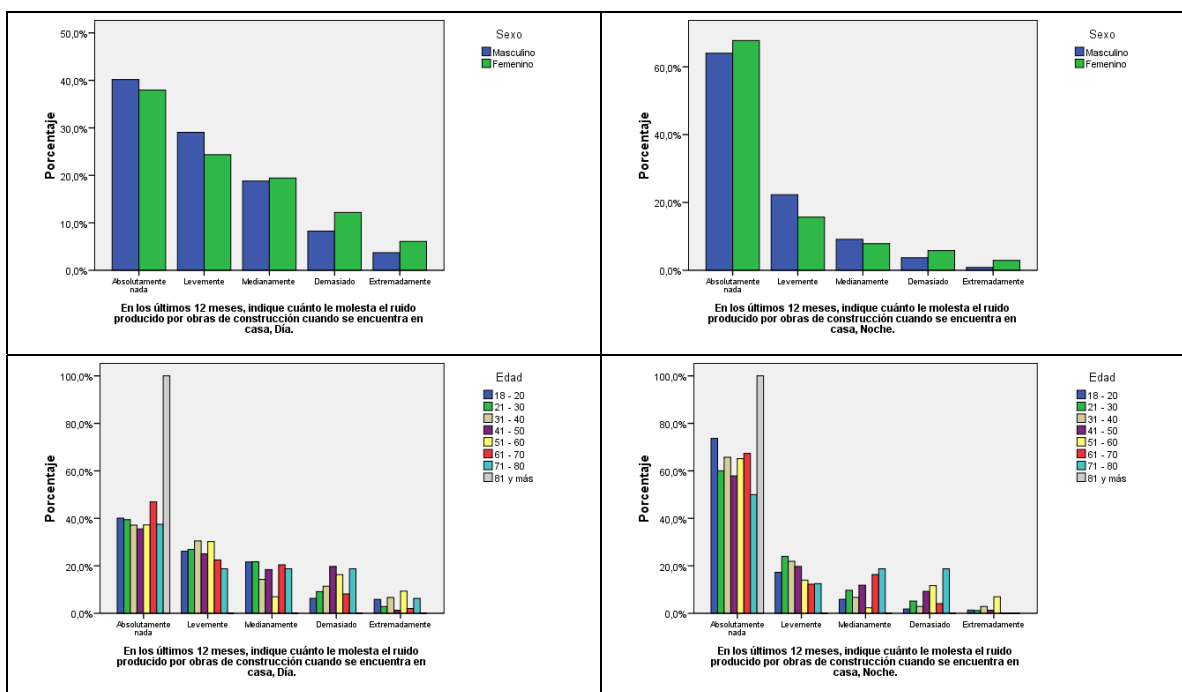 50,0%
40,0%
30,0%
20,0%
10,0%
0,0%
Porcentaje
Absolutamente nada
Levemente
Medianamente
Demasiado
Extremadamente
En los últimos 12 meses, indique cuánto le molesta el ruido
producido por obras de construcción cuando se encuentra en
casa, Día.
Sexo
Masculino
Femenino
60,0%
40,0%
20,0%
0,0%
Porcentaje
Absolutamente nada
Levemente
Medianamente
Demasiado
Extremadamente
En los últimos 12 meses, indique cuánto le molesta el ruido
producido por obras de construcción cuando se encuentra en
casa, Noche.
Sexo
Masculino
Femenino
100,0%
80,0%
60,0%
40,0%
20,0%
0,0%
Porcentaje
Absolutamente nada
Levemente
Medianamente
Demasiado
Extremadamente
En los últimos 12 meses, indique cuánto le molesta el ruido
producido por obras de construcción cuando se encuentra en
casa, Día.
Edad
18 - 20
21 - 30
31 - 40
41 - 50
51 - 60
61 - 70
71 - 80
81 y más
100,0%
80,0%
60,0%
40,0%
20,0%
0,0%
Porcentaje
Absolutamente nada
Levemente
Medianamente
Demasiado
Extremadamente
En los últimos 12 meses, indique cuánto le molesta el ruido
producido por obras de construcción cuando se encuentra en
casa, Noche.
Edad
18 - 20
21 - 30
31 - 40
41 - 50
51 - 60
61 - 70
71 - 80
81 y más